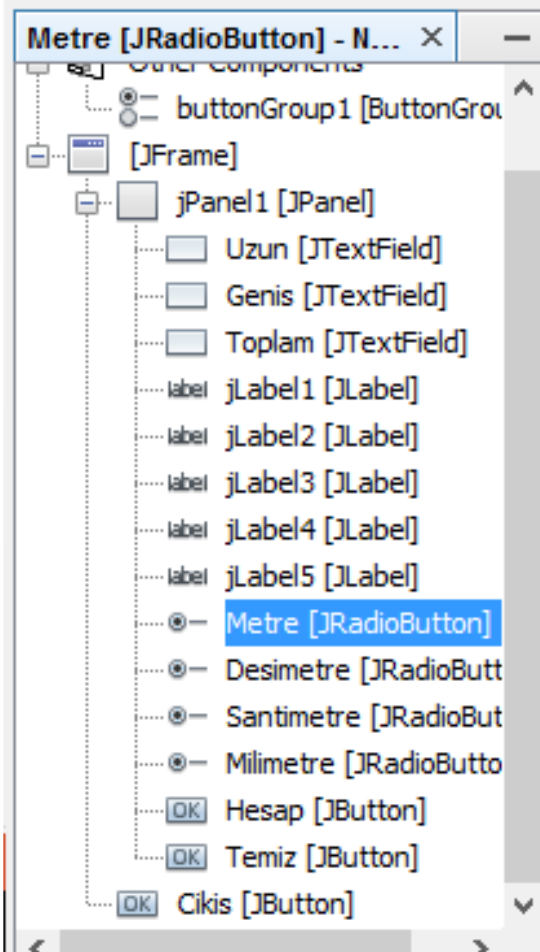 Metre [JRadioButton] - N...
Other Components
buttonGroup1 [ButtonGrou
[JFrame]
jPanel1 [JPanel]
Uzun [JTextField]
Genis [JTextField]
Toplam [JTextField]
label jLabel1 [JLabel]
label jLabel2 [JLabel]
label jLabel3 [JLabel]
label jLabel4 [JLabel]
label jLabel5 [JLabel]
Metre [JRadioButton]
Desimetre [JRadioButt
Santimetre [JRadioBut
Milimetre [JRadioButto
OK Hesap [JButton]
OK Temiz [JButton]
OK Cikis [JButton]